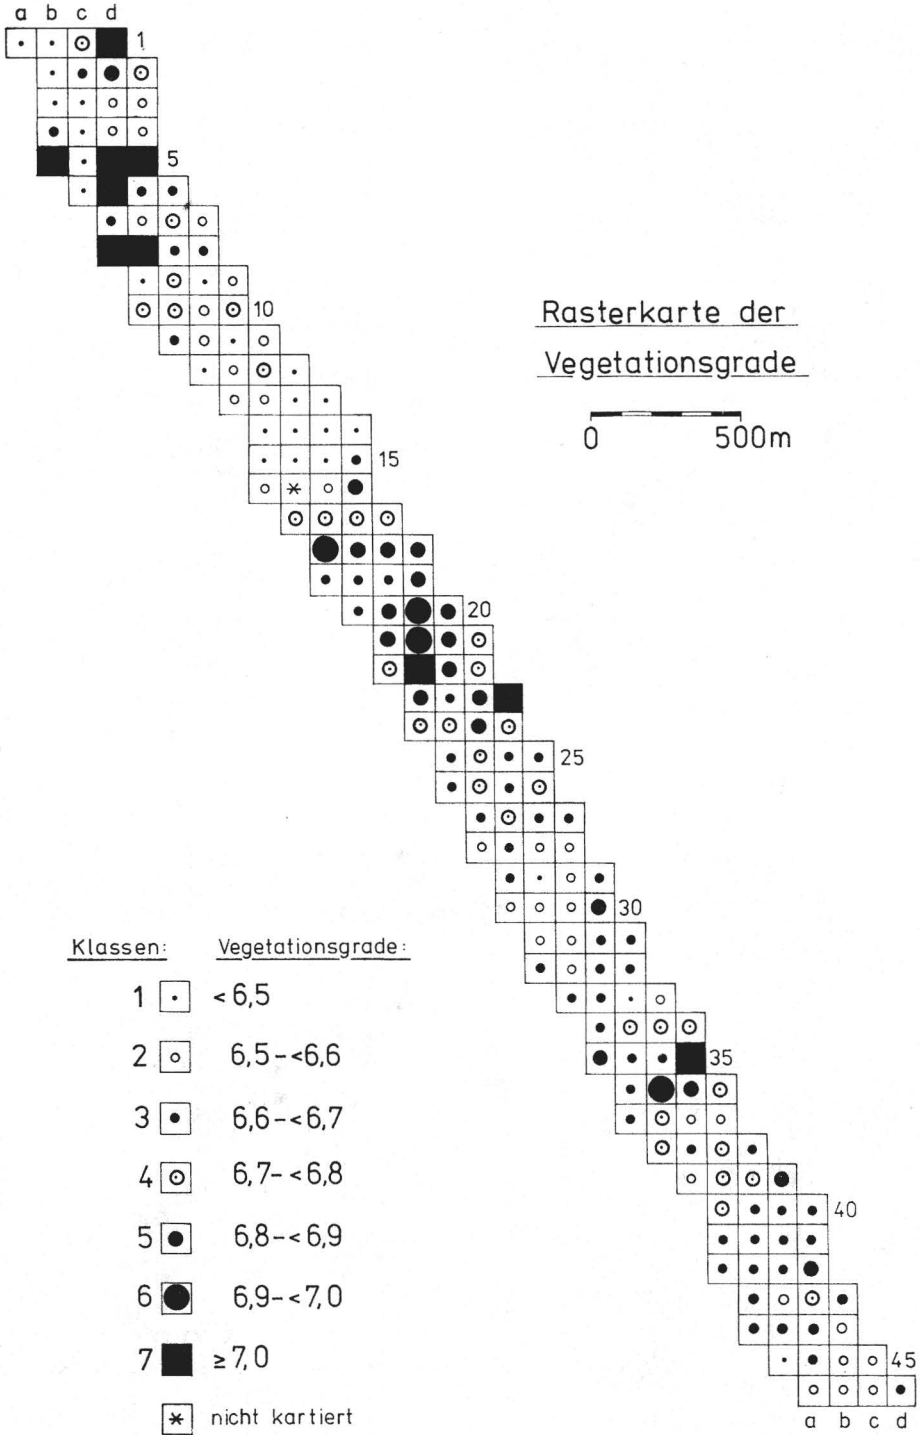 a b c d
1
5
10
Rasterkarte der
Vegetationsgrade
0 500m
15
20
25
30
Klassen: Vegetationsgrade:
1 < 6,5
2 6,5-<6,6
3 6,6-<6,7
4 6,7-<6,8
5 6,8-<6,9
6 6,9-<7,0
7 ≥7,0
* nicht kartiert
35
40
45
a b c d